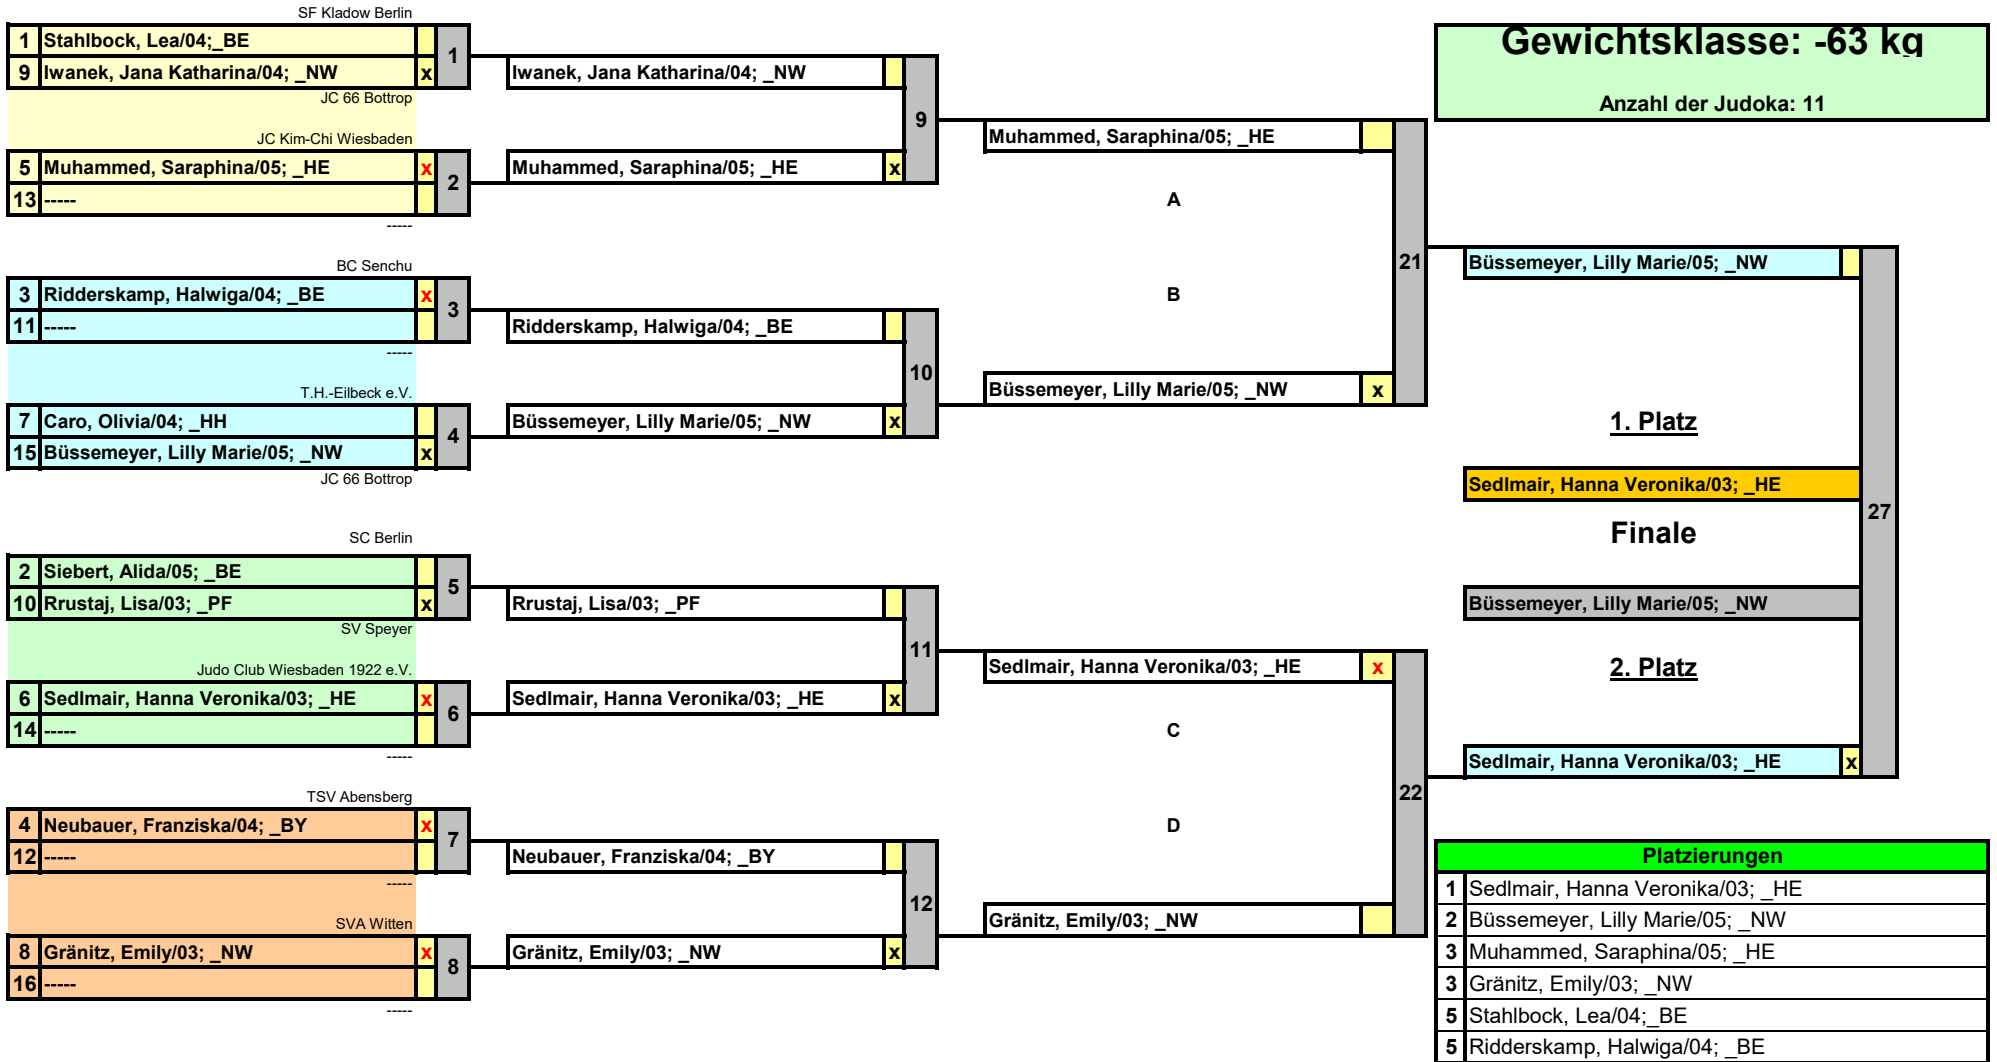 SF Kladow Berlin
1 Stahlbock, Lea/04;_BE
9 Iwanek, Jana Katharina/04; _NW x
1
JC 66 Bottrop
JC Kim-Chi Wiesbaden
5 Muhammed, Saraphina/05; _HE x
13 -----
2
-----
BC Senchu
3 Ridderskamp, Halwiga/04; _BE x
11 -----
3
-----
T.H.-Eilbeck e.V.
7 Caro, Olivia/04; _HH
15 Büssemeyer, Lilly Marie/05; _NW x
4
JC 66 Bottrop
SC Berlin
2 Siebert, Alida/05; _BE
10 Rrustaj, Lisa/03; _PF x
5
SV Speyer
Judo Club Wiesbaden 1922 e.V.
6 Sedlmair, Hanna Veronika/03; _HE x
14 -----
6
-----
TSV Abensberg
4 Neubauer, Franziska/04; _BY x
12 -----
7
-----
SVA Witten
8 Gränitz, Emily/03; _NW x
16 -----
8
-----
Iwanek, Jana Katharina/04; _NW
9
Muhammed, Saraphina/05; _HE x
Ridderskamp, Halwiga/04; _BE
10
Büssemeyer, Lilly Marie/05; _NW x
Rrustaj, Lisa/03; _PF
11
Sedlmair, Hanna Veronika/03; _HE x
Neubauer, Franziska/04; _BY
12
Gränitz, Emily/03; _NW x
Muhammed, Saraphina/05; _HE
A
21
B
Büssemeyer, Lilly Marie/05; _NW x
Sedlmair, Hanna Veronika/03; _HE x
C
22
D
Gränitz, Emily/03; _NW
Gewichtsklasse: -63 kg
Anzahl der Judoka: 11
Büssemeyer, Lilly Marie/05; _NW
1. Platz
Sedlmair, Hanna Veronika/03; _HE
27
Finale
Büssemeyer, Lilly Marie/05; _NW
2. Platz
Sedlmair, Hanna Veronika/03; _HE x
Platzierungen
1 Sedlmair, Hanna Veronika/03; _HE
2 Büssemeyer, Lilly Marie/05; _NW
3 Muhammed, Saraphina/05; _HE
3 Gränitz, Emily/03; _NW
5 Stahlbock, Lea/04;_BE
5 Ridderskamp, Halwiga/04; _BE